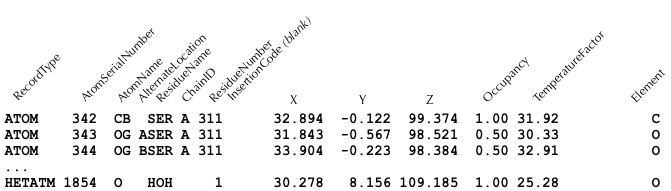 RecordType AtomSerialNumber AtomName AlternateLocation ResidueName ChainID ResidueNumber InsertionCode (blank) X Y Z Occupancy TemperatureFactor Element
ATOM 342 CB SER A 311 32.894 -0.122 99.374 1.00 31.92 C
ATOM 343 OG ASER A 311 31.843 -0.567 98.521 0.50 30.33 O
ATOM 344 OG BSER A 311 33.904 -0.223 98.384 0.50 32.91 O
...
HETATM 1854 O HOH 1 30.278 8.156 109.185 1.00 25.28 O